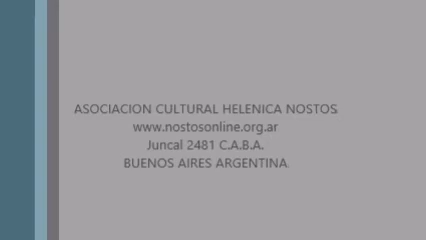 ASOCIACION CULTURAL HELENICA NOSTOS.
www.nostosonline.org.ar
Juncal 2481 C.A.B.A.
BUENOS AIRES ARGENTINA.